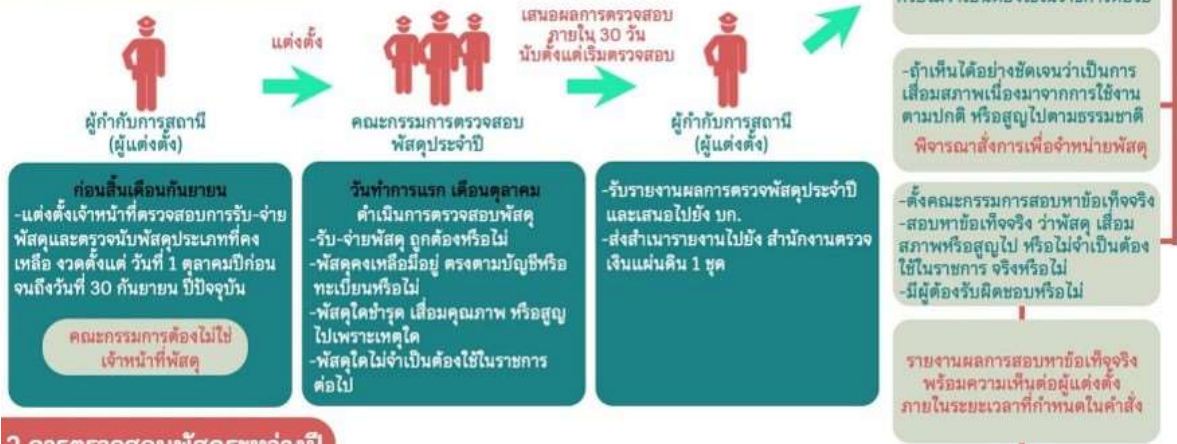 แต่งตั้ง
เสนอผลการตรวจสอบ
ภายใน 30 วัน
นับตั้งแต่เริ่มตรวจสอบ
ผู้กำกับการสถานี
(ผู้แต่งตั้ง)
คณะกรรมการตรวจสอบ
พัสดุประจำปี
ผู้กำกับการสถานี
(ผู้แต่งตั้ง)
ก่อนสิ้นเดือนกันยายน
-แต่งตั้งเจ้าหน้าที่ตรวจสอบการรับ-จ่าย
พัสดุและตรวจนับพัสดุประเภทที่คง
เหลือ งวดตั้งแต่ วันที่ 1 ตุลาคมปีก่อน
จนถึงวันที่ 30 กันยายน ปีปัจจุบัน
คณะกรรมการต้องไม่ใช่
เจ้าหน้าที่พัสดุ
วันทำการแรก เดือนตุลาคม
ดำเนินการตรวจสอบพัสดุ
-รับ-จ่ายพัสดุ ถูกต้องหรือไม่
-พัสดุคงเหลือมีอยู่ ตรงตามบัญชีหรือ
ทะเบียนหรือไม่
-พัสดุใดชำรุด เสื่อมคุณภาพ หรือสูญ
ไปเพราะเหตุใด
-พัสดุใดไม่จำเป็นต้องใช้ในราชการ
ต่อไป
-รับรายงานผลการตรวจพัสดุประจำปี
และเสนอไปยัง บก.
-ส่งสำเนารายงานไปยัง สำนักงานตรวจ
เงินแผ่นดิน 1 ชุด
-ถ้าเห็นได้อย่างชัดเจนว่าเป็นการ
เสื่อมสภาพเนื่องมาจากการใช้งาน
ตามปกติ หรือสูญไปตามธรรมชาติ
พิจารณาสั่งการเพื่อจำหน่ายพัสดุ
-ตั้งคณะกรรมการสอบหาข้อเท็จจริง
-สอบหาข้อเท็จจริง ว่าพัสดุ เสื่อม
สภาพหรือสูญไป หรือไม่จำเป็นต้อง
ใช้ในราชการ จริงหรือไม่
-มีผู้ต้องรับผิดชอบหรือไม่
รายงานผลการสอบหาข้อเท็จจริง
พร้อมความเห็นต่อผู้แต่งตั้ง
ภายในระยะเวลาที่กำหนดในคำสั่ง
2.การตรวจสอบพัสดุระหว่างปี